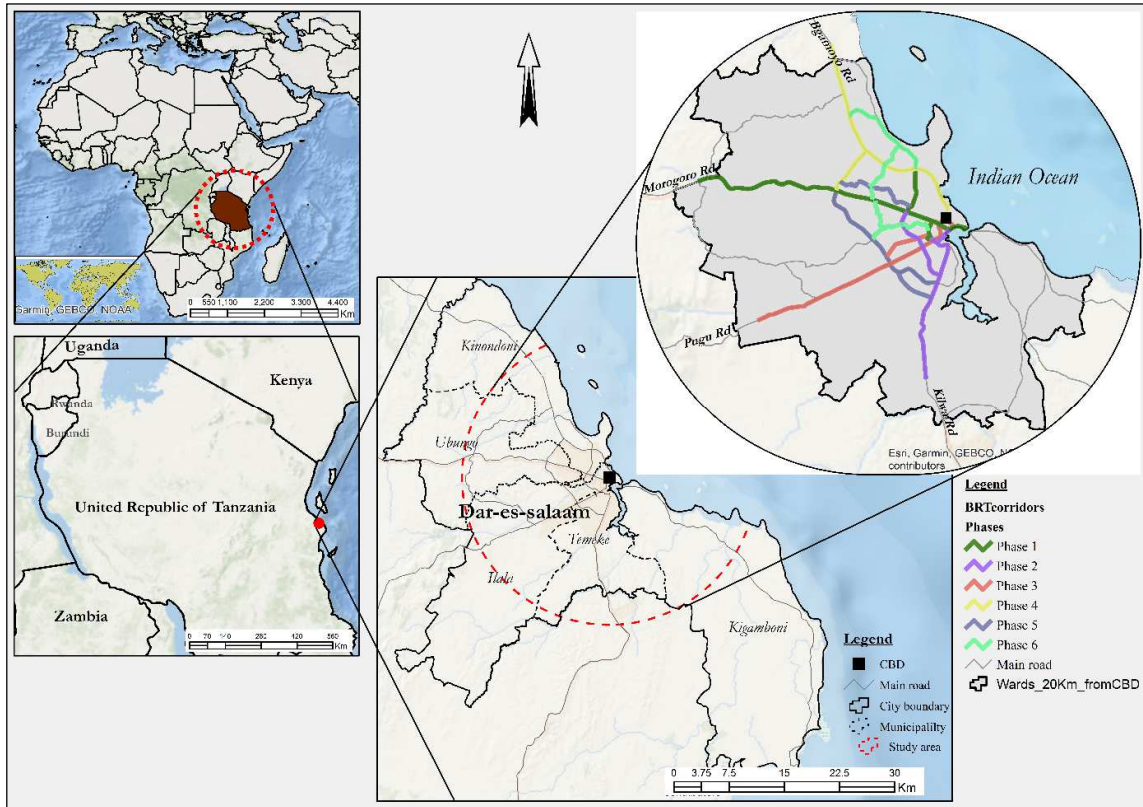 Garmin, GEBCO, NOAA
0 550 1,100 2,200 3,300 4,400
Km
Uganda
Kenya
Rwanda
Burundi
United Republic of Tanzania
Zambia
0 70 140 280 420 560
Km
Kinondoni
Ubungo
Dar-es-salaam
Temeke
Ilala
Kigamboni
Legend
CBD
Main road
City boundary
Municipalilty
Study area
0 3.75 7.5 15 22.5 30
Km
Bgamoyo Rd
Morogoro Rd
Indian Ocean
Pugu Rd
Kilwa Rd
Esri, Garmin, GEBCO,
contributors
Legend
BRTcorridors
Phases
Phase 1
Phase 2
Phase 3
Phase 4
Phase 5
Phase 6
Main road
Wards_20Km_fromCBD